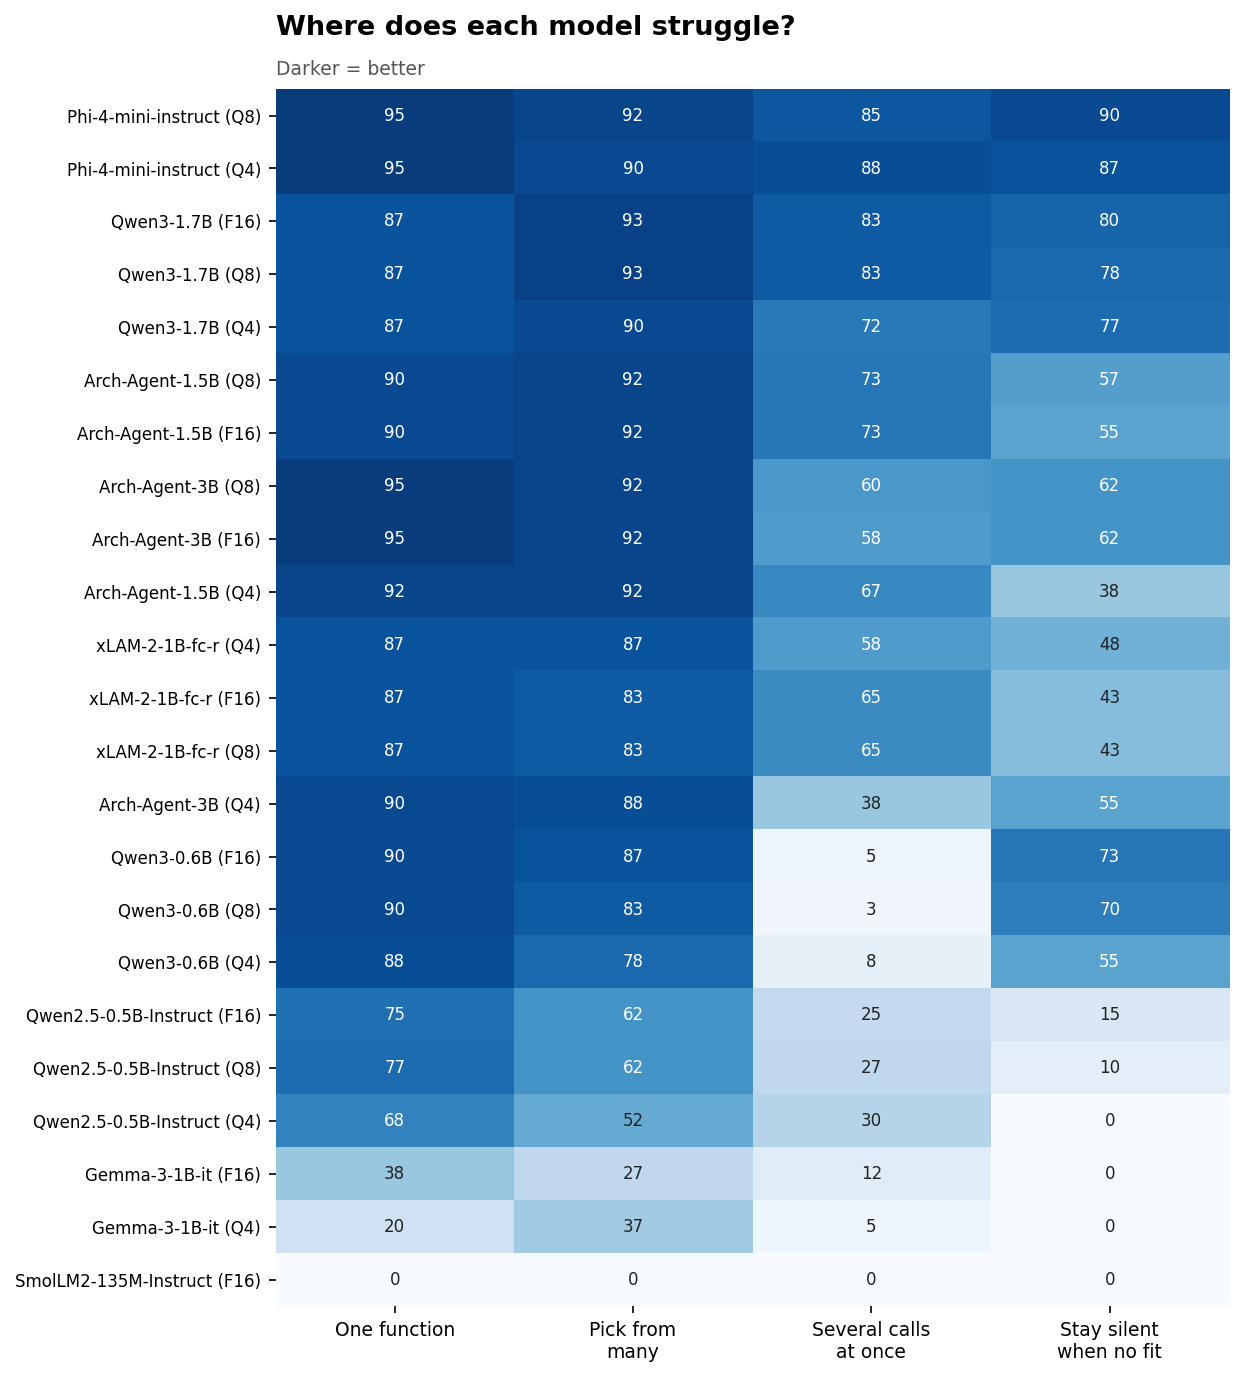 Where does each model struggle?
Darker = better
Phi-4-mini-instruct (Q8) 95 92 85 90
Phi-4-mini-instruct (Q4) 95 90 88 87
Qwen3-1.7B (F16) 87 93 83 80
Qwen3-1.7B (Q8) 87 93 83 78
Qwen3-1.7B (Q4) 87 90 72 77
Arch-Agent-1.5B (Q8) 90 92 73 57
Arch-Agent-1.5B (F16) 90 92 73 55
Arch-Agent-3B (Q8) 95 92 60 62
Arch-Agent-3B (F16) 95 92 58 62
Arch-Agent-1.5B (Q4) 92 92 67 38
xLAM-2-1B-fc-r (Q4) 87 87 58 48
xLAM-2-1B-fc-r (F16) 87 83 65 43
xLAM-2-1B-fc-r (Q8) 87 83 65 43
Arch-Agent-3B (Q4) 90 88 38 55
Qwen3-0.6B (F16) 90 87 5 73
Qwen3-0.6B (Q8) 90 83 3 70
Qwen3-0.6B (Q4) 88 78 8 55
Qwen2.5-0.5B-Instruct (F16) 75 62 25 15
Qwen2.5-0.5B-Instruct (Q8) 77 62 27 10
Qwen2.5-0.5B-Instruct (Q4) 68 52 30 0
Gemma-3-1B-it (F16) 38 27 12 0
Gemma-3-1B-it (Q4) 20 37 5 0
SmolLM2-135M-Instruct (F16) 0 0 0 0
One function
Pick from
many
Several calls
at once
Stay silent
when no fit